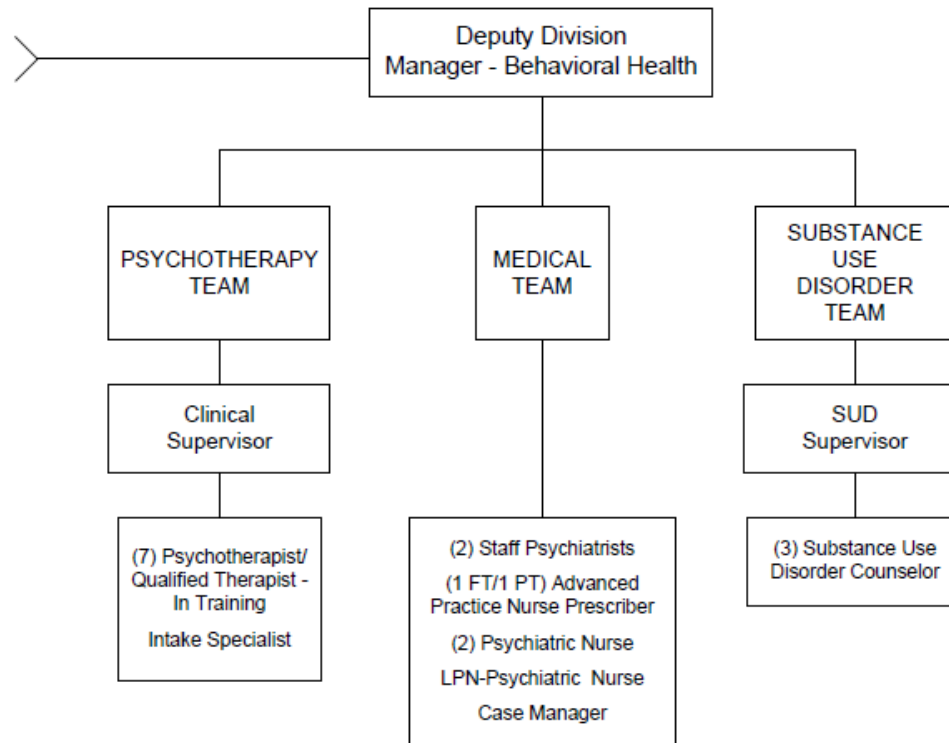 Deputy Division
Manager - Behavioral Health
PSYCHOTHERAPY
TEAM
MEDICAL
TEAM
SUBSTANCE
USE
DISORDER
TEAM
Clinical
Supervisor
SUD
Supervisor
(7) Psychotherapist/
Qualified Therapist -
In Training
Intake Specialist
(2) Staff Psychiatrists
(1 FT/1 PT) Advanced
Practice Nurse Prescriber
(2) Psychiatric Nurse
LPN-Psychiatric Nurse
Case Manager
(3) Substance Use
Disorder Counselor